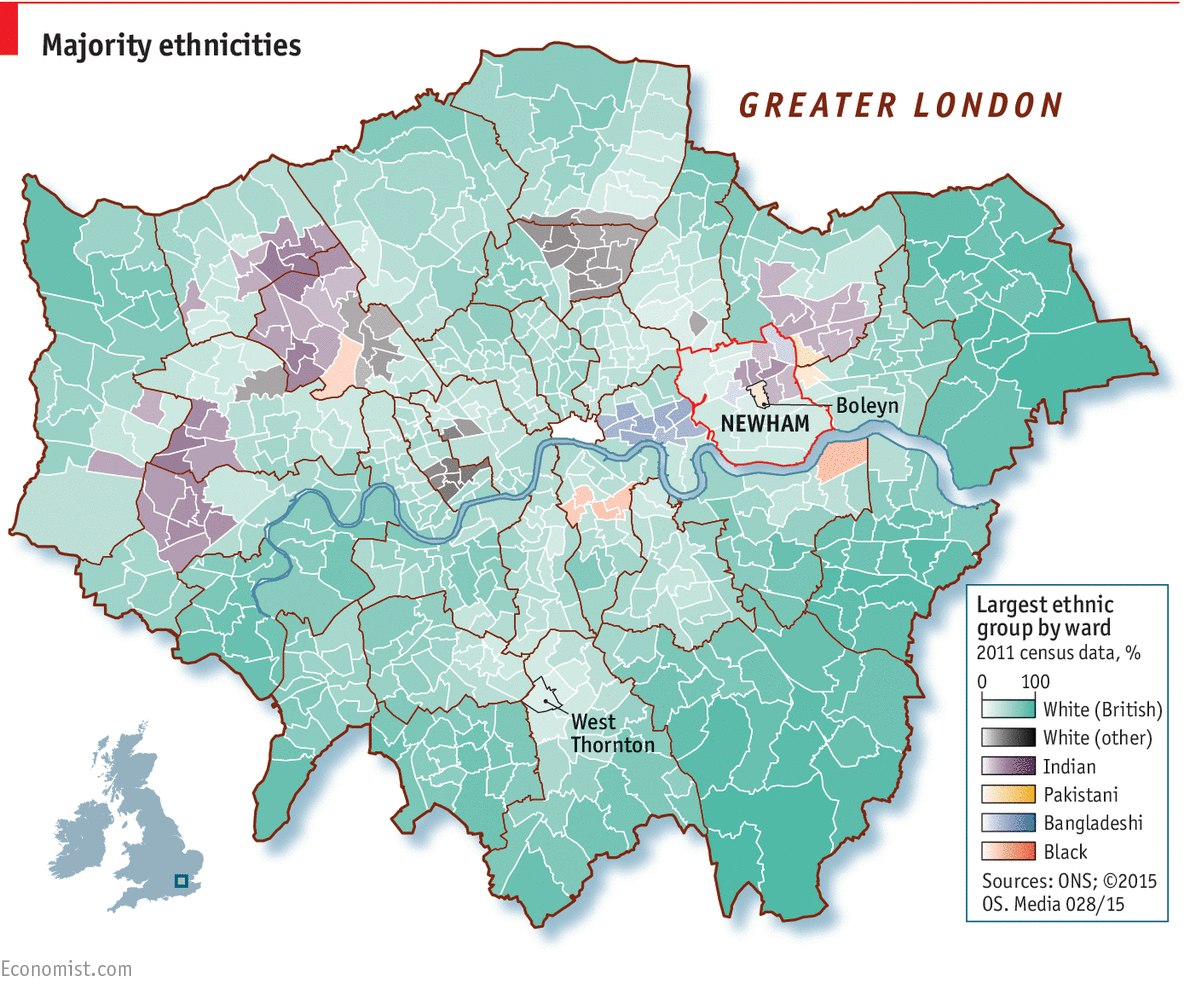 Majority ethnicities
GREATER LONDON
Boleyn
NEWHAM
West
Thornton
Largest ethnic
group by ward
2011 census data, %
0 100
White (British)
White (other)
Indian
Pakistani
Bangladeshi
Black
Sources: ONS; ©2015
OS. Media 028/15
Economist.com